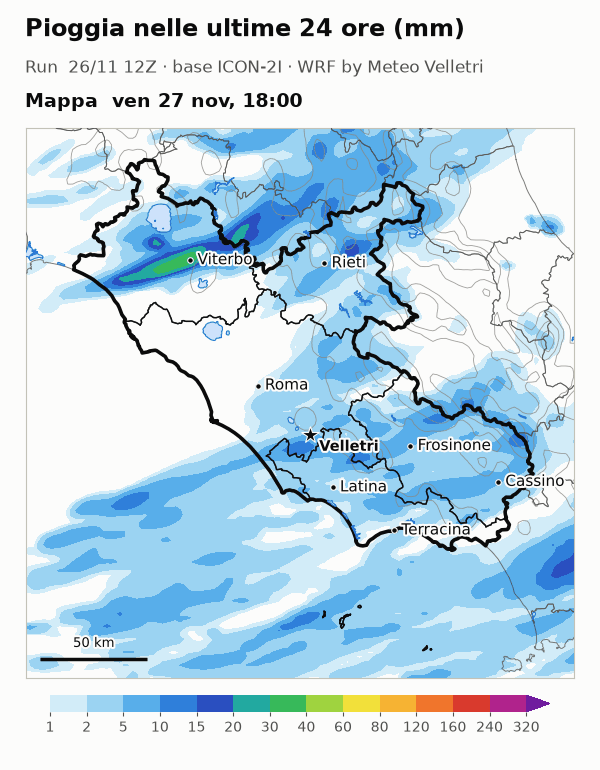 Pioggia nelle ultime 24 ore (mm)
Run 26/11 12Z · base ICON-2I · WRF by Meteo Velletri
Mappa ven 27 nov, 18:00
Viterbo
Rieti
Roma
Velletri
Frosinone
Latina
Cassino
Terracina
50 km
1 2 5 10 15 20 30 40 60 80 120 160 240 320